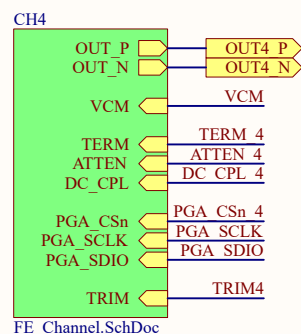 CH4
OUT_P OUT4_P
OUT_N OUT4_N
VCM VCM
TERM TERM_4
ATTEN ATTEN_4
DC_CPL DC_CPL_4
PGA_CSn PGA_CSn_4
PGA_SCLK PGA_SCLK
PGA_SDIO PGA_SDIO
TRIM TRIM4
FE_Channel.SchDoc